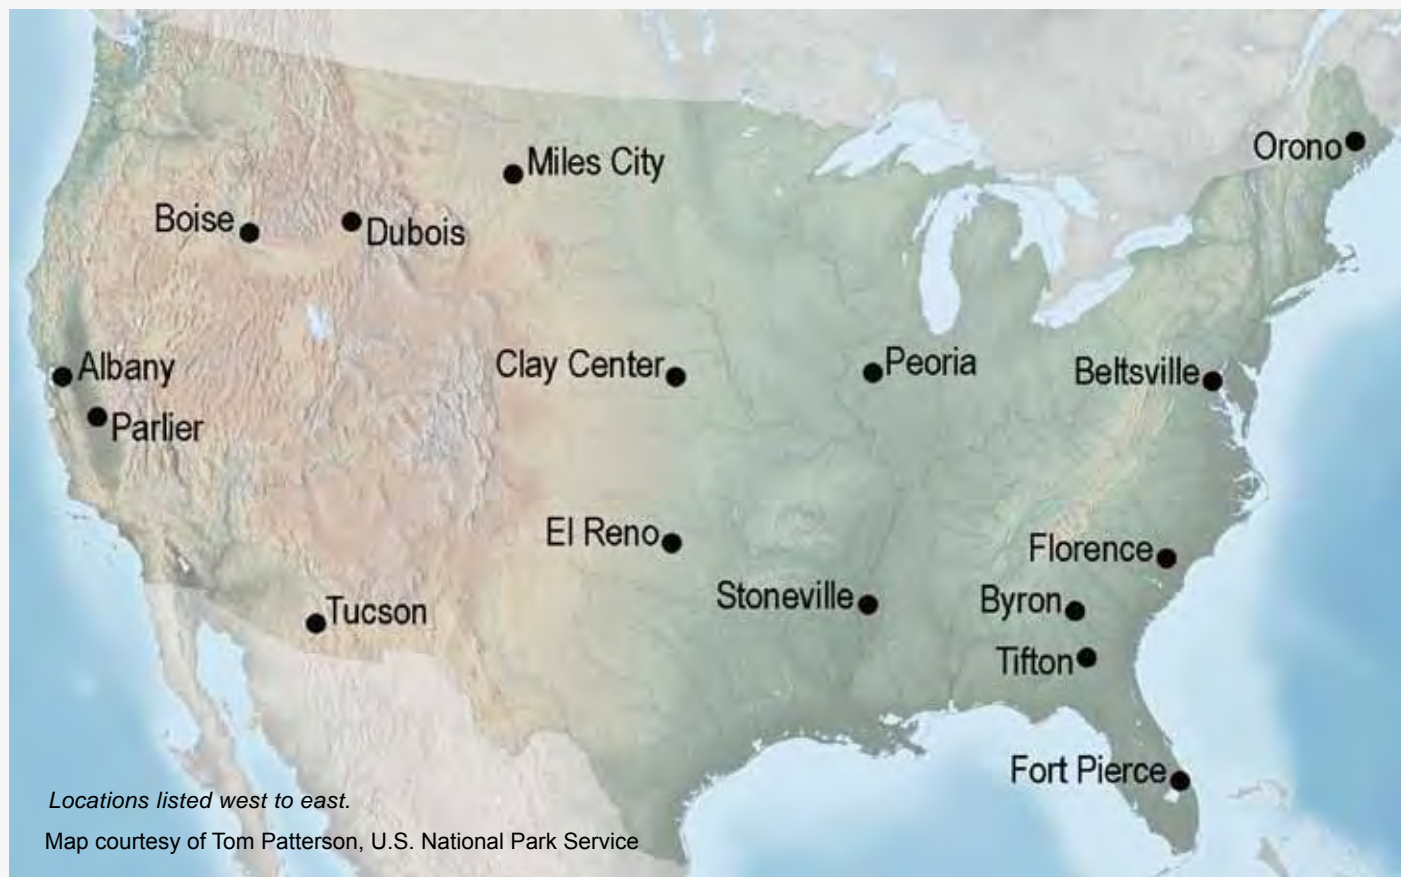 Orono
Miles City
Boise
Dubois
Albany
Clay Center
Peoria
Beltsville
Parlier
El Reno
Florence
Stoneville
Byron
Tucson
Tifton
Fort Pierce
Locations listed west to east.
Map courtesy of Tom Patterson, U.S. National Park Service